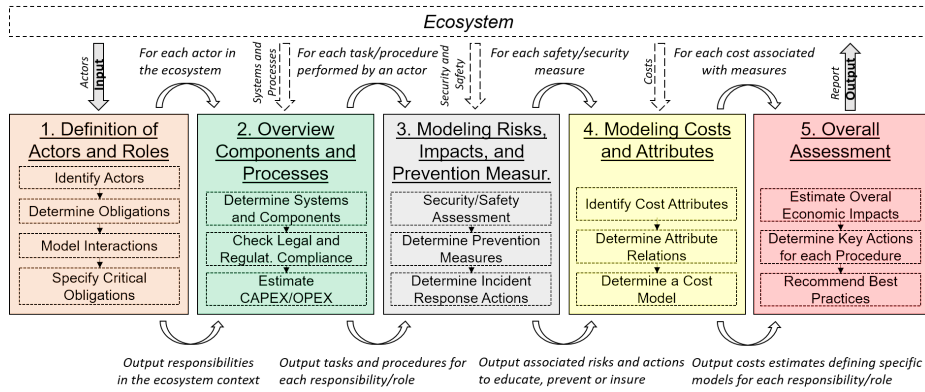 Ecosystem
Actors
Input
For each actor in
the ecosystem
Systems and
Processes
For each task/procedure
performed by an actor
Security and
Safety
For each safety/security
measure
Costs
For each cost associated
with measures
Report
Output
1. Definition of
Actors and Roles
Identify Actors
Determine Obligations
Model Interactions
Specify Critical
Obligations
2. Overview
Components and
Processes
Determine Systems
and Components
Check Legal and
Regulat. Compliance
Estimate
CAPEX/OPEX
3. Modeling Risks,
Impacts, and
Prevention Measur.
Security/Safety
Assessment
Determine Prevention
Measures
Determine Incident
Response Actions
4. Modeling Costs
and Attributes
Identify Cost Attributes
Determine Attribute
Relations
Determine a Cost
Model
5. Overall
Assessment
Estimate Overal
Economic Impacts
Determine Key Actions
for each Procedure
Recommend Best
Practices
Output responsibilities
in the ecosystem context
Output tasks and procedures for
each responsibility/role
Output associated risks and actions
to educate, prevent or insure
Output costs estimates defining specific
models for each responsibility/role